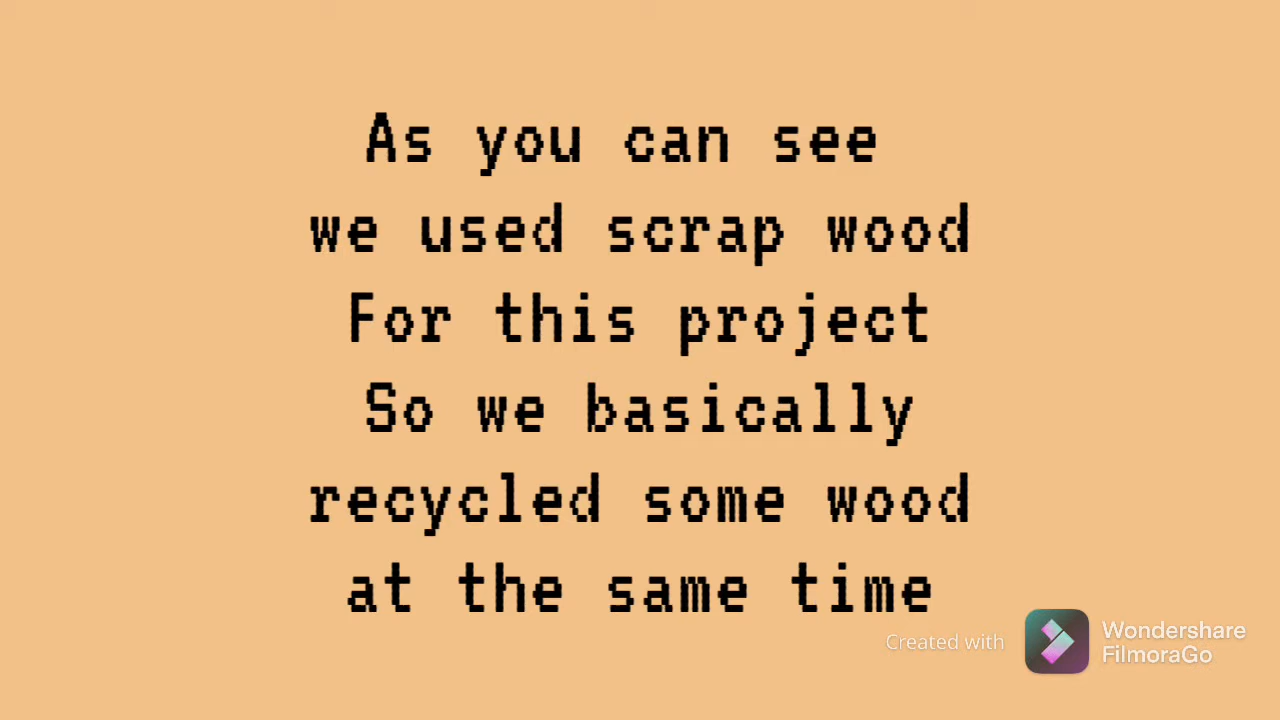 As you can see
we used scrap wood
For this project
So we basically
recycled some wood
at the same time
Created with
Wondershare
FilmoraGo